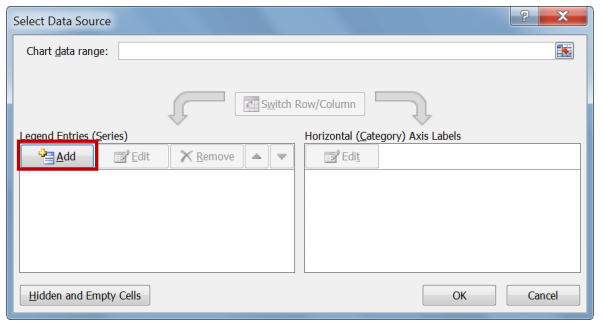 Select Data Source
?
X
Chart data range:
Switch Row/Column
Legend Entries (Series)
Horizontal (Category) Axis Labels
Add
Edit
Remove
Edit
Hidden and Empty Cells
OK
Cancel